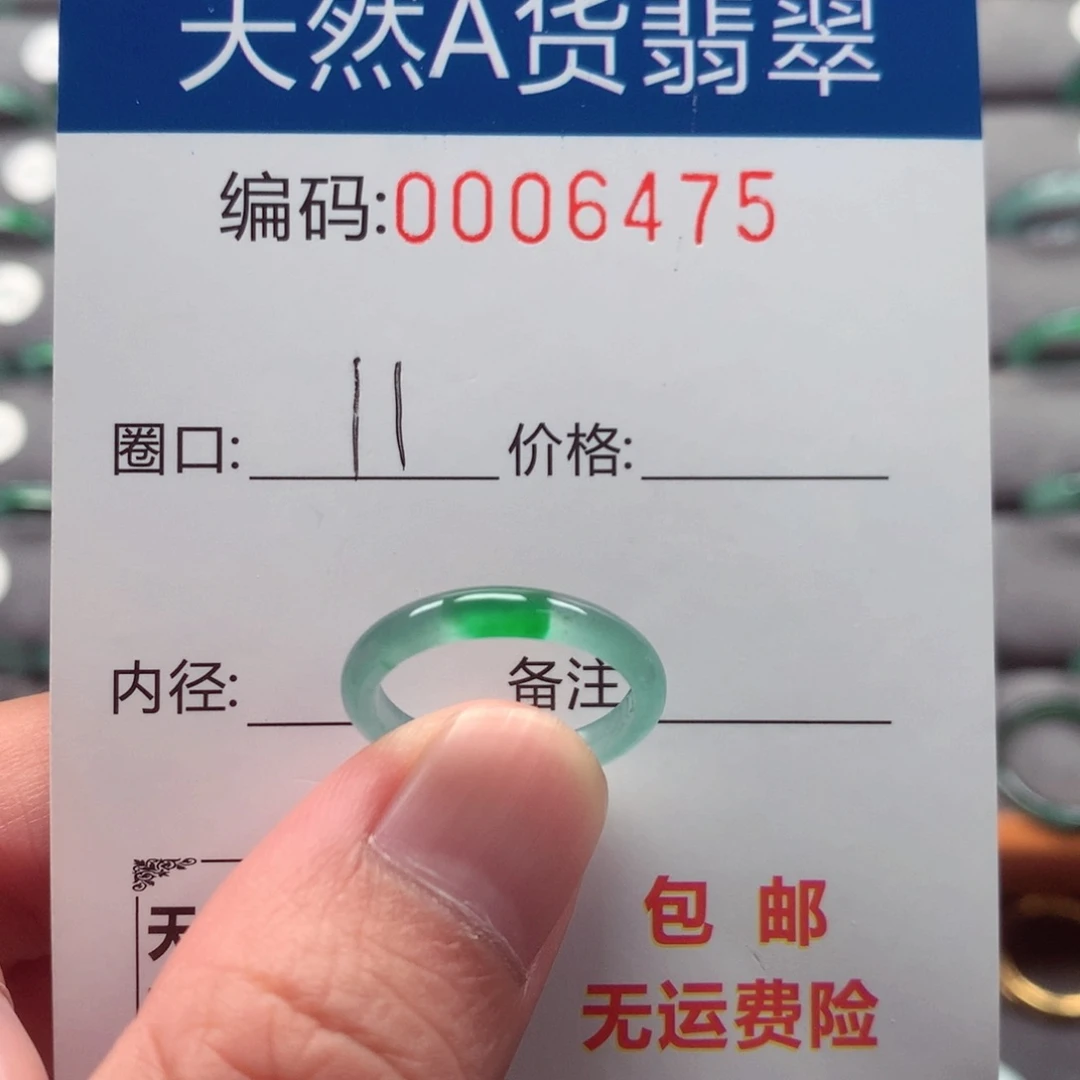 天然A货翡翠
编码:0006475
圈口: 11 价格:
内径: 备注
天
包 邮
无运费险